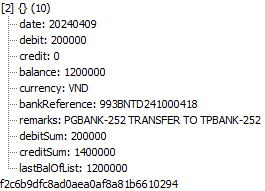 [2] {} (10)
date: 20240409
debit: 200000
credit: 0
balance: 1200000
currency: VND
bankReference: 993BNTD241000418
remarks: PGBANK-252 TRANSFER TO TPBANK-252
debitSum: 200000
creditSum: 1400000
lastBalOfList: 1200000
f2c6b9dfc8ad0aea0af8a81b6610294